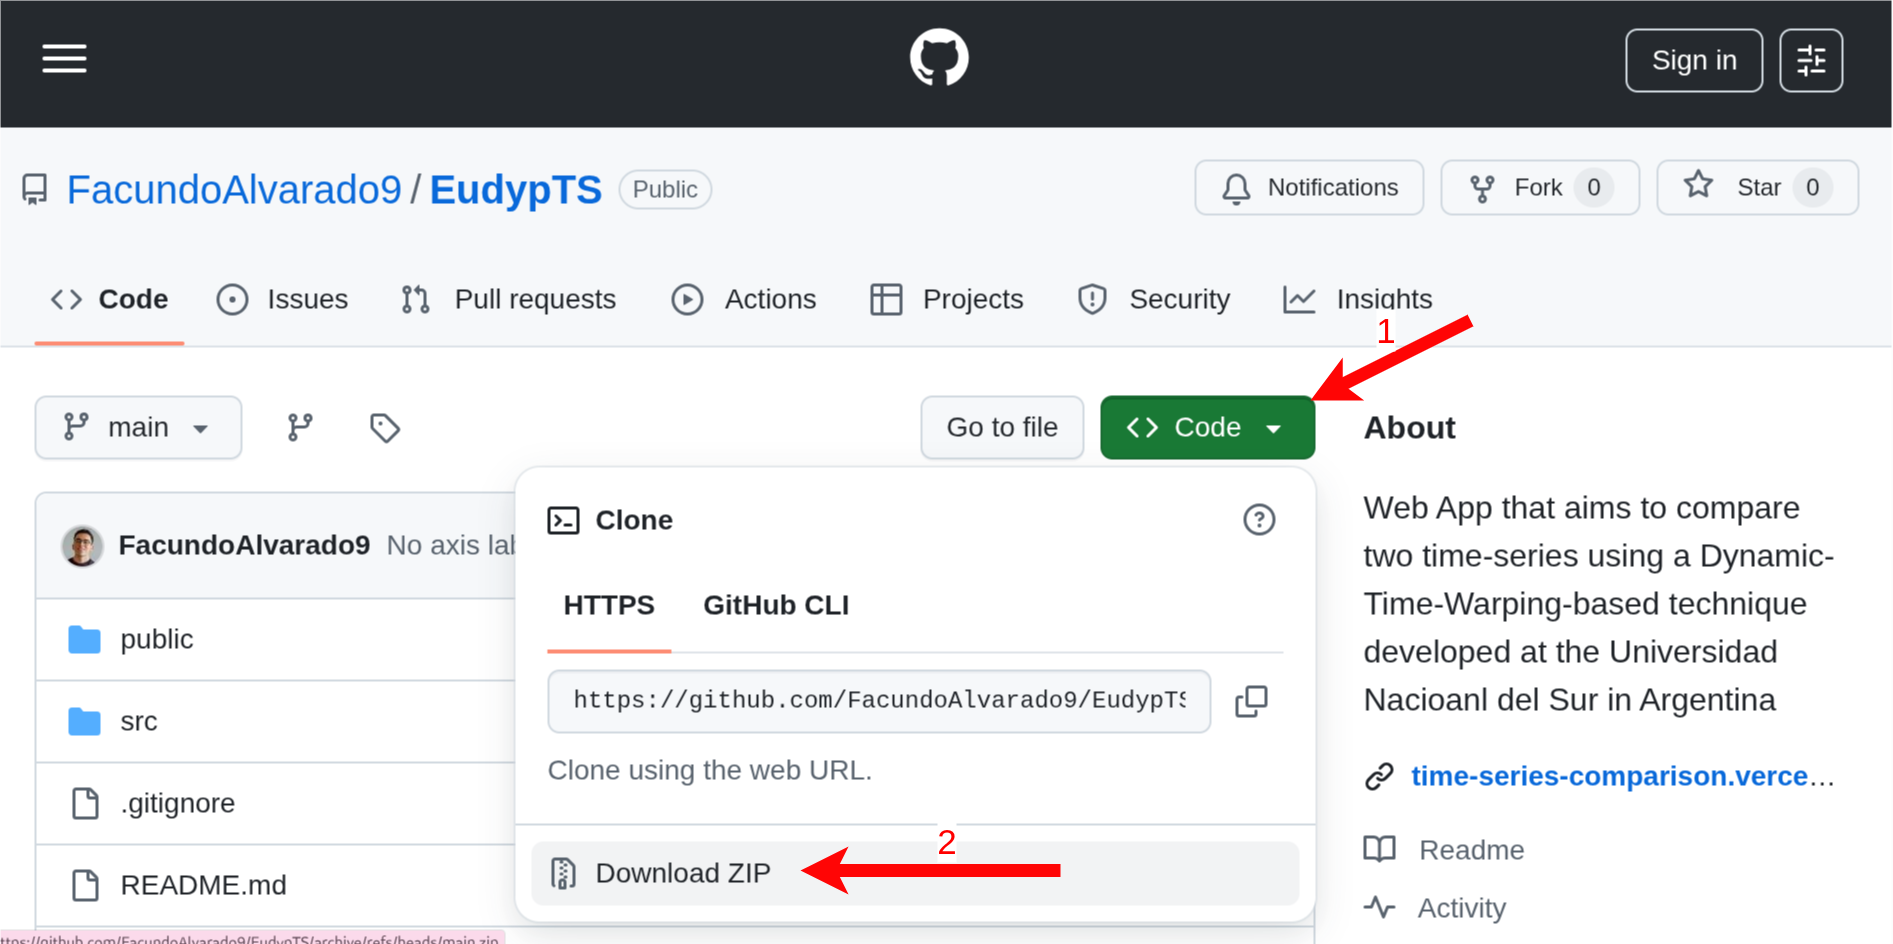 Sign in
FacundoAlvarado9 / EudypTS Public
Notifications
Fork 0
Star 0
Code
Issues
Pull requests
Actions
Projects
Security
Insights
1
main
Go to file
Code
About
Web App that aims to compare
two time-series using a Dynamic-
Time-Warping-based technique
developed at the Universidad
Nacioanl del Sur in Argentina
time-series-comparison.verce...
Readme
Activity
FacundoAlvarado9 No axis lab
public
src
.gitignore
README.md
Clone
HTTPS
GitHub CLI
https://github.com/FacundoAlvarado9/EudypTS
Clone using the web URL.
2
Download ZIP
ttps://github.com/FacundoAlvarado9/EudypTS/archive/refs/heads/main.zip